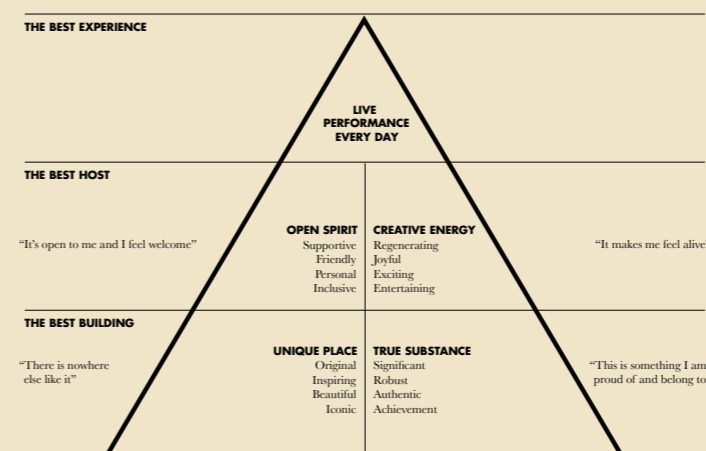 THE BEST EXPERIENCE
LIVE
PERFORMANCE
EVERY DAY
THE BEST HOST
“It’s open to me and I feel welcome”
OPEN SPIRIT
Supportive
Friendly
Personal
Inclusive
CREATIVE ENERGY
Regenerating
Joyful
Exciting
Entertaining
“It makes me feel alive”
THE BEST BUILDING
“There is nowhere
else like it”
UNIQUE PLACE
Original
Inspiring
Beautiful
Iconic
TRUE SUBSTANCE
Significant
Robust
Authentic
Achievement
“This is something I am
proud of and belong to